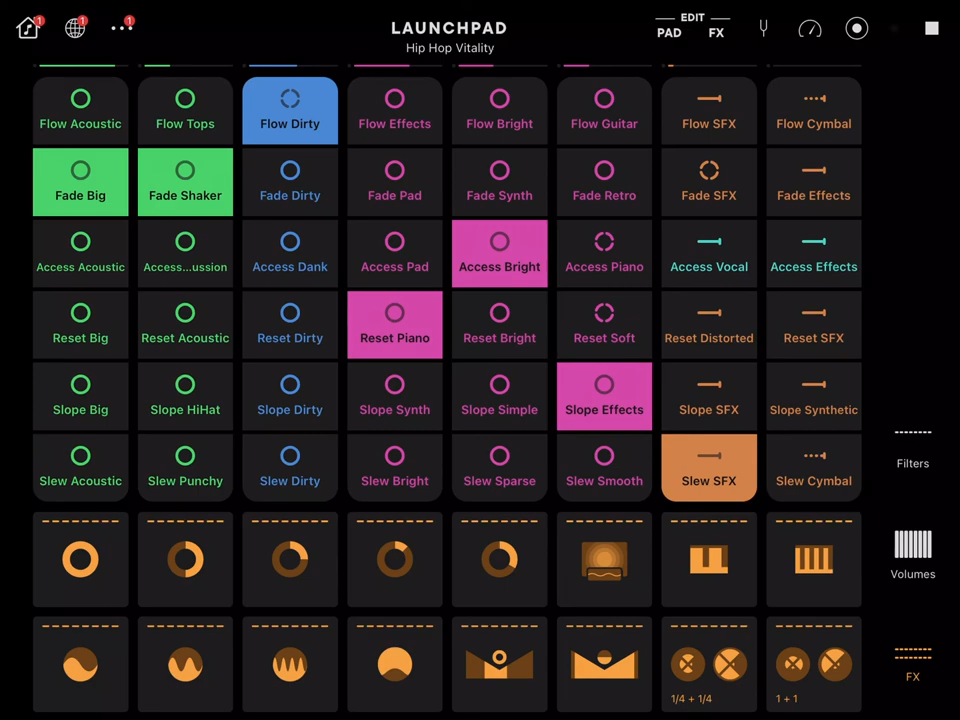 1
1
1
LAUNCHPAD
Hip Hop Vitality
EDIT
PAD FX
Flow Acoustic Flow Tops Flow Dirty Flow Effects Flow Bright Flow Guitar Flow SFX Flow Cymbal
Fade Big Fade Shaker Fade Dirty Fade Pad Fade Synth Fade Retro Fade SFX Fade Effects
Access Acoustic Access...ussion Access Dank Access Pad Access Bright Access Piano Access Vocal Access Effects
Reset Big Reset Acoustic Reset Dirty Reset Piano Reset Bright Reset Soft Reset Distorted Reset SFX
Slope Big Slope HiHat Slope Dirty Slope Synth Slope Simple Slope Effects Slope SFX Slope Synthetic
Slew Acoustic Slew Punchy Slew Dirty Slew Bright Slew Sparse Slew Smooth Slew SFX Slew Cymbal
Filters
Volumes
FX
1/4 + 1/4 1 + 1